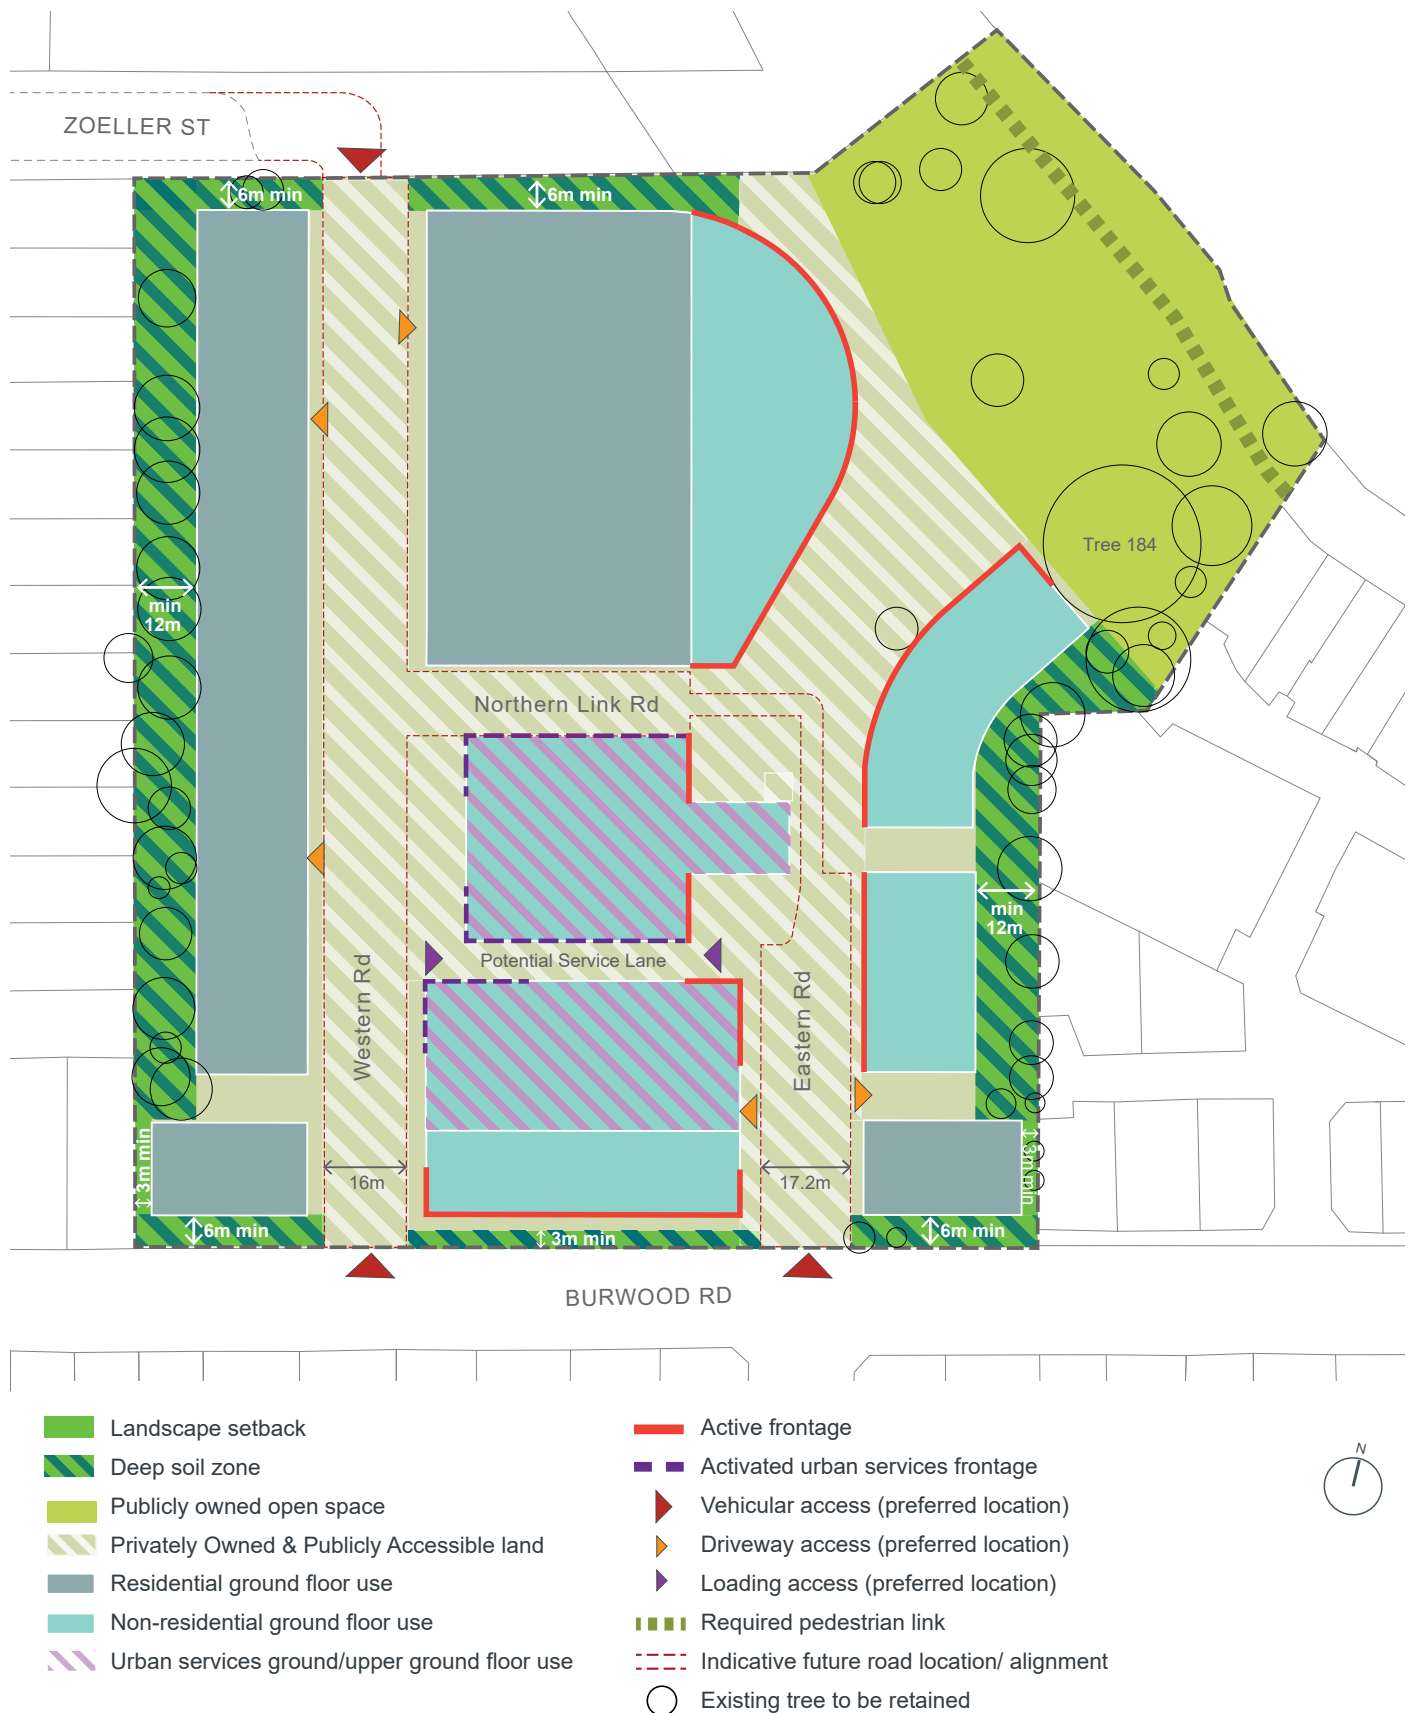 ZOELLER ST
6m min
6m min
Tree 184
min
12m
Northern Link Rd
min
12m
Potential Service Lane
Western Rd
Eastern Rd
3m min
16m
17.2m
3m min
6m min
3m min
6m min
BURWOOD RD
Landscape setback
Deep soil zone
Publicly owned open space
Privately Owned & Publicly Accessible land
Residential ground floor use
Non-residential ground floor use
Urban services ground/upper ground floor use
Active frontage
Activated urban services frontage
Vehicular access (preferred location)
Driveway access (preferred location)
Loading access (preferred location)
Required pedestrian link
Indicative future road location/ alignment
Existing tree to be retained
N